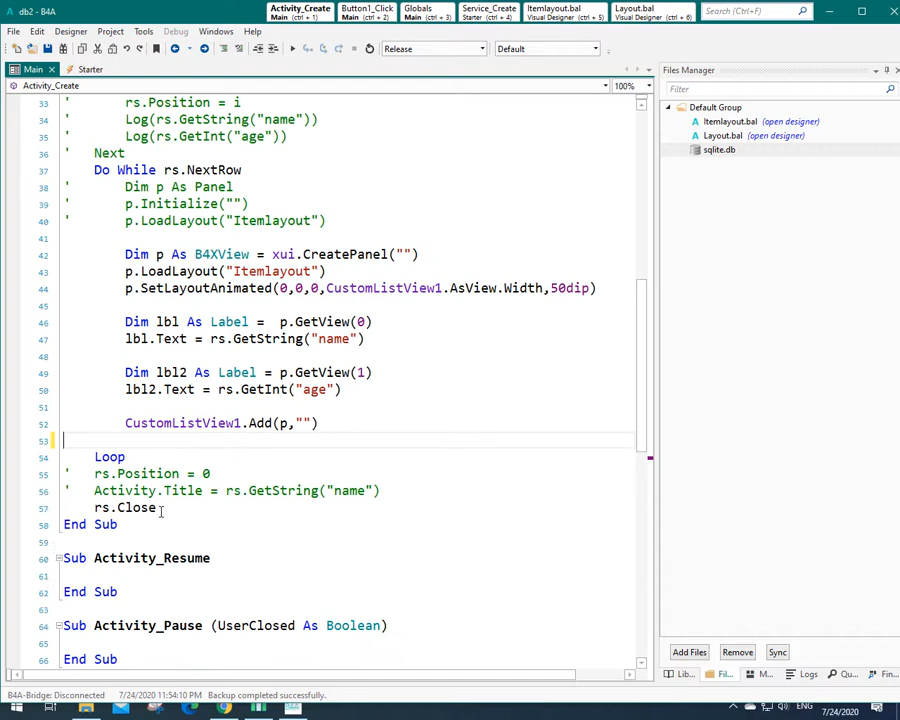 db2 - B4A
Activity_Create
Main (ctrl + 1)
Button1_Click
Main (ctrl + 2)
Globals
Main (ctrl + 3)
Service_Create
Starter (ctrl + 4)
Itemlayout.bal
Visual Designer (ctrl + 5)
Layout.bal
Visual Designer (ctrl + 6)
Search (Ctrl + F)
File Edit Designer Project Tools Debug Windows Help
Release
Default
Main
Starter
Activity_Create
100%
33 ' rs.Position = i
34 ' Log(rs.GetString("name"))
35 ' Log(rs.GetInt("age"))
36 ' Next
37 Do While rs.NextRow
38 ' Dim p As Panel
39 ' p.Initialize("")
40 ' p.LoadLayout("Itemlayout")
41
42 Dim p As B4XView = xui.CreatePanel("")
43 p.LoadLayout("Itemlayout")
44 p.SetLayoutAnimated(0,0,0,CustomListView1.AsView.Width,50dip)
45
46 Dim lbl As Label =  p.GetView(0)
47 lbl.Text = rs.GetString("name")
48
49 Dim lbl2 As Label = p.GetView(1)
50 lbl2.Text = rs.GetInt("age")
51
52 CustomListView1.Add(p,"")
53
54 Loop
55 ' rs.Position = 0
56 ' Activity.Title = rs.GetString("name")
57 rs.Close
58 End Sub
59
60 Sub Activity_Resume
61
62 End Sub
63
64 Sub Activity_Pause (UserClosed As Boolean)
65
66 End Sub
Files Manager
Filter
Default Group
Itemlayout.bal (open designer)
Layout.bal (open designer)
sqlite.db
Add Files Remove Sync
Lib... Fil... M... Logs Qu... Fin...
B4A-Bridge: Disconnected 7/24/2020 11:54:10 PM Backup completed successfully.
ENG
11:54 PM
7/24/2020